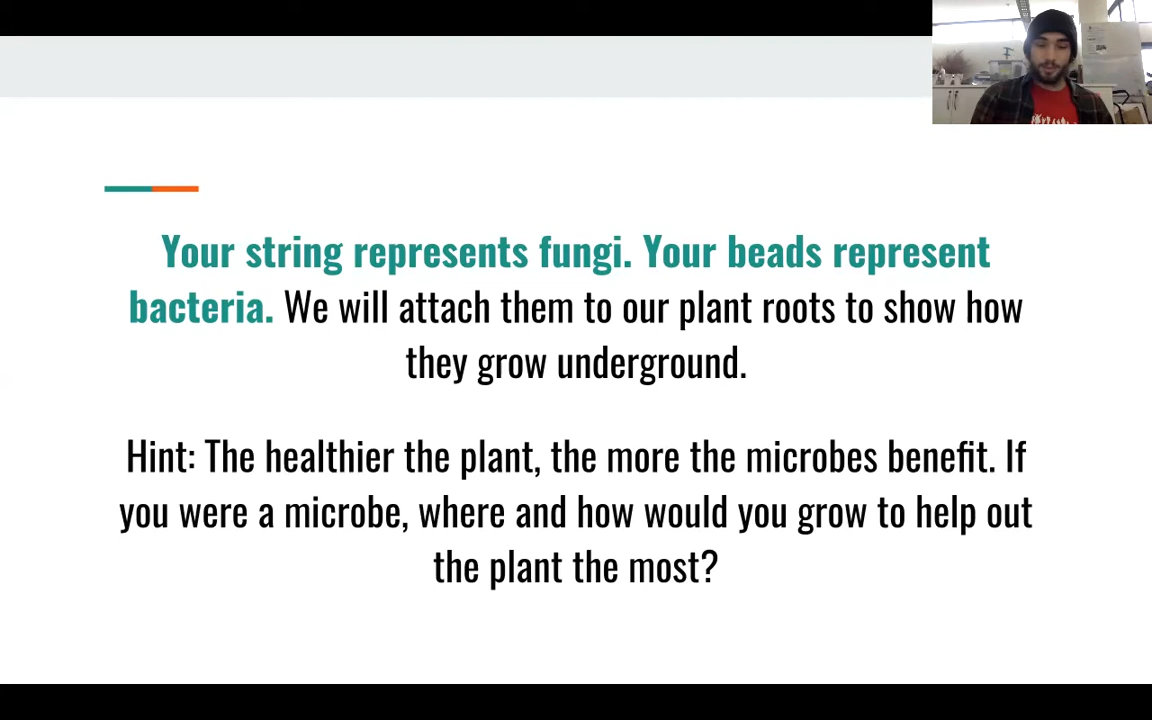 Your string represents fungi. Your beads represent
bacteria. We will attach them to our plant roots to show how
they grow underground.
Hint: The healthier the plant, the more the microbes benefit. If
you were a microbe, where and how would you grow to help out
the plant the most?